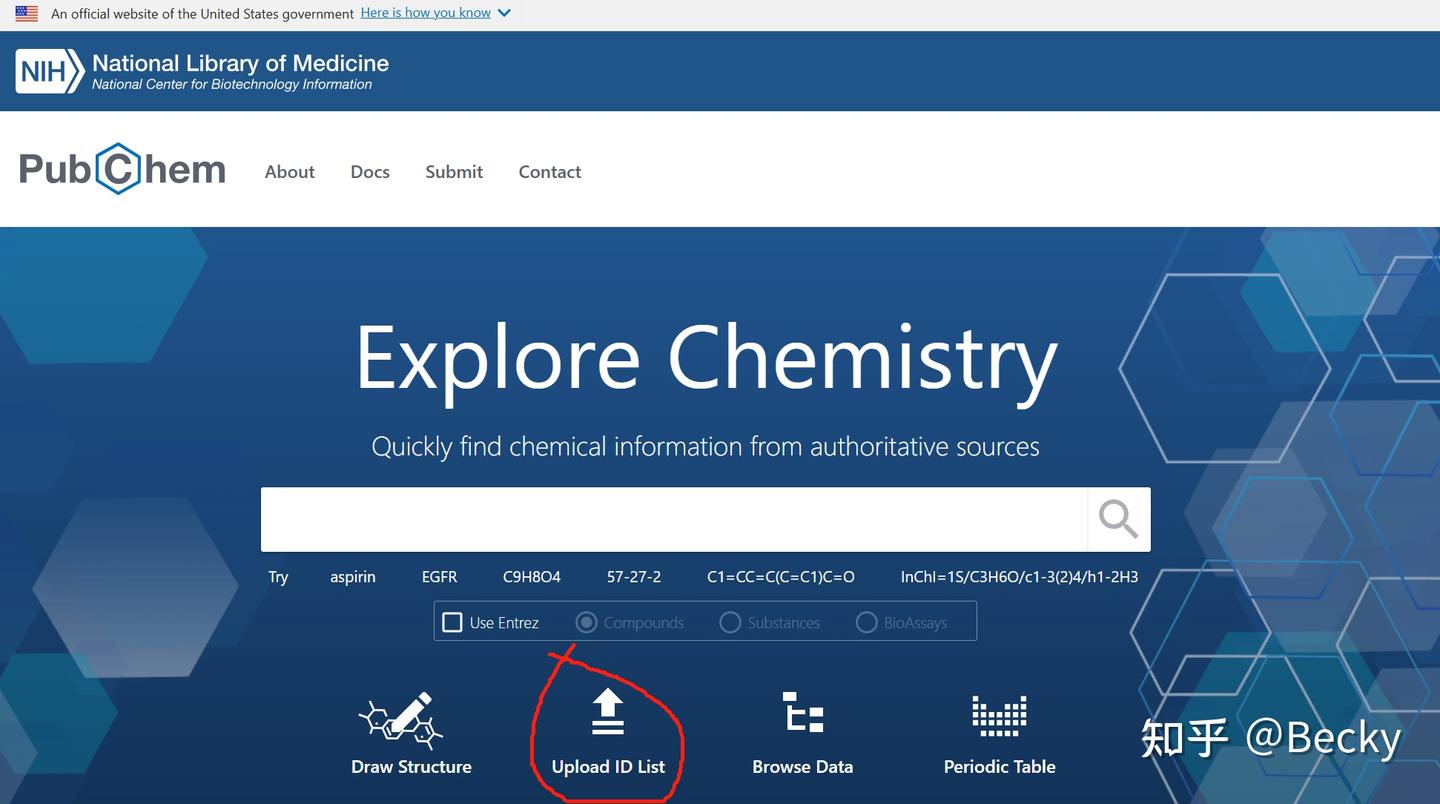 An official website of the United States government Here is how you know
NIH National Library of Medicine
National Center for Biotechnology Information
PubChem About Docs Submit Contact
Explore Chemistry
Quickly find chemical information from authoritative sources
Try aspirin EGFR C9H8O4 57-27-2 C1=CC=C(C=C1)C=O InChI=1S/C3H6O/c1-3(2)4/h1-2H3
Use Entrez Compounds Substances BioAssays
Draw Structure Upload ID List Browse Data Periodic Table
知乎 @Becky